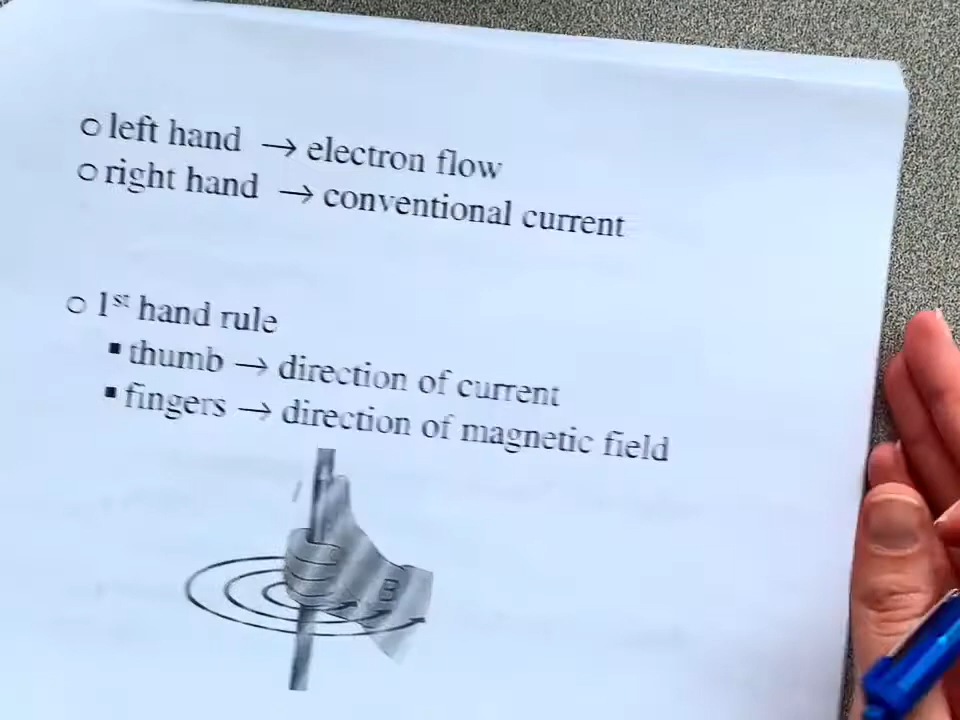 ○ left hand → electron flow
○ right hand → conventional current
○ 1st hand rule
▪ thumb → direction of current
▪ fingers → direction of magnetic field
I
B